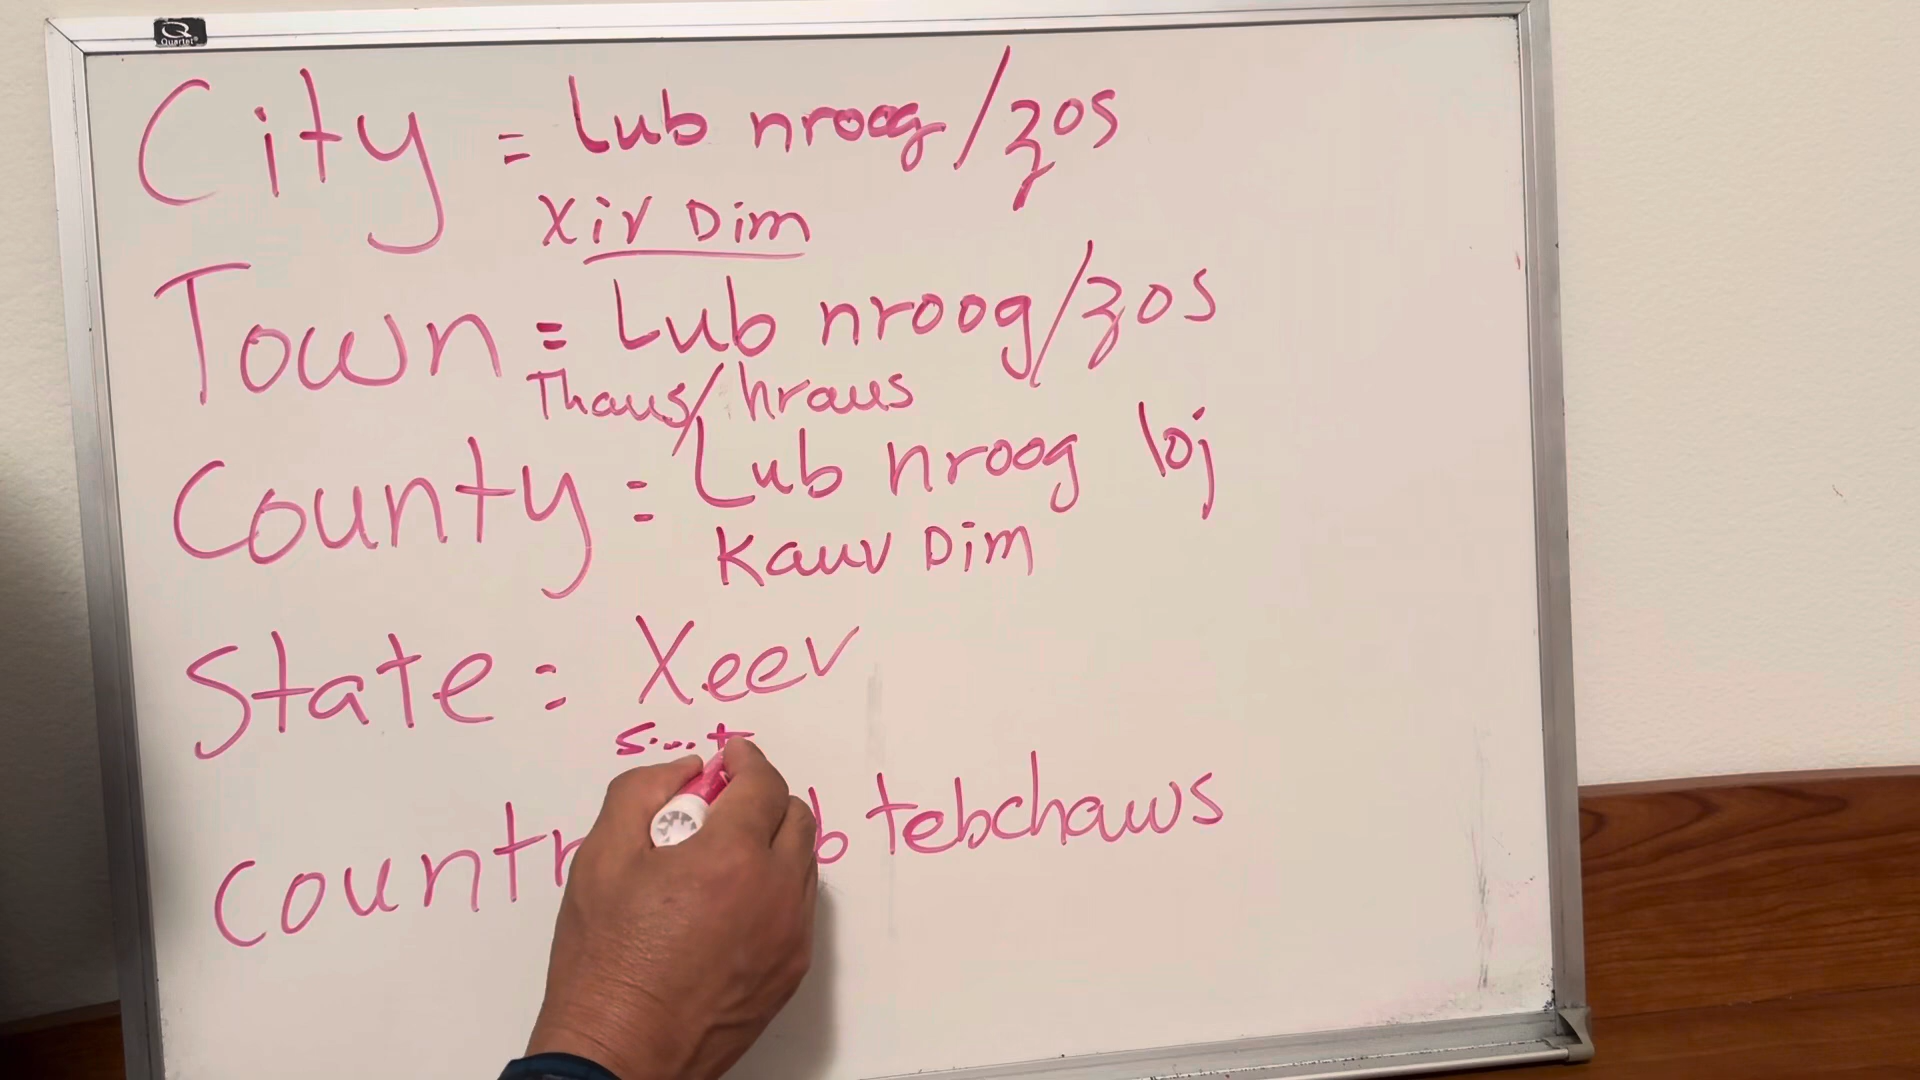 Quartet®
City = Lub nroog/zos
Xiv Dim
Town = Lub nroog/zos
Thaus/hraus
County = Lub nroog loj
Kauv Dim
State = Xeev
s...t
tebchaws